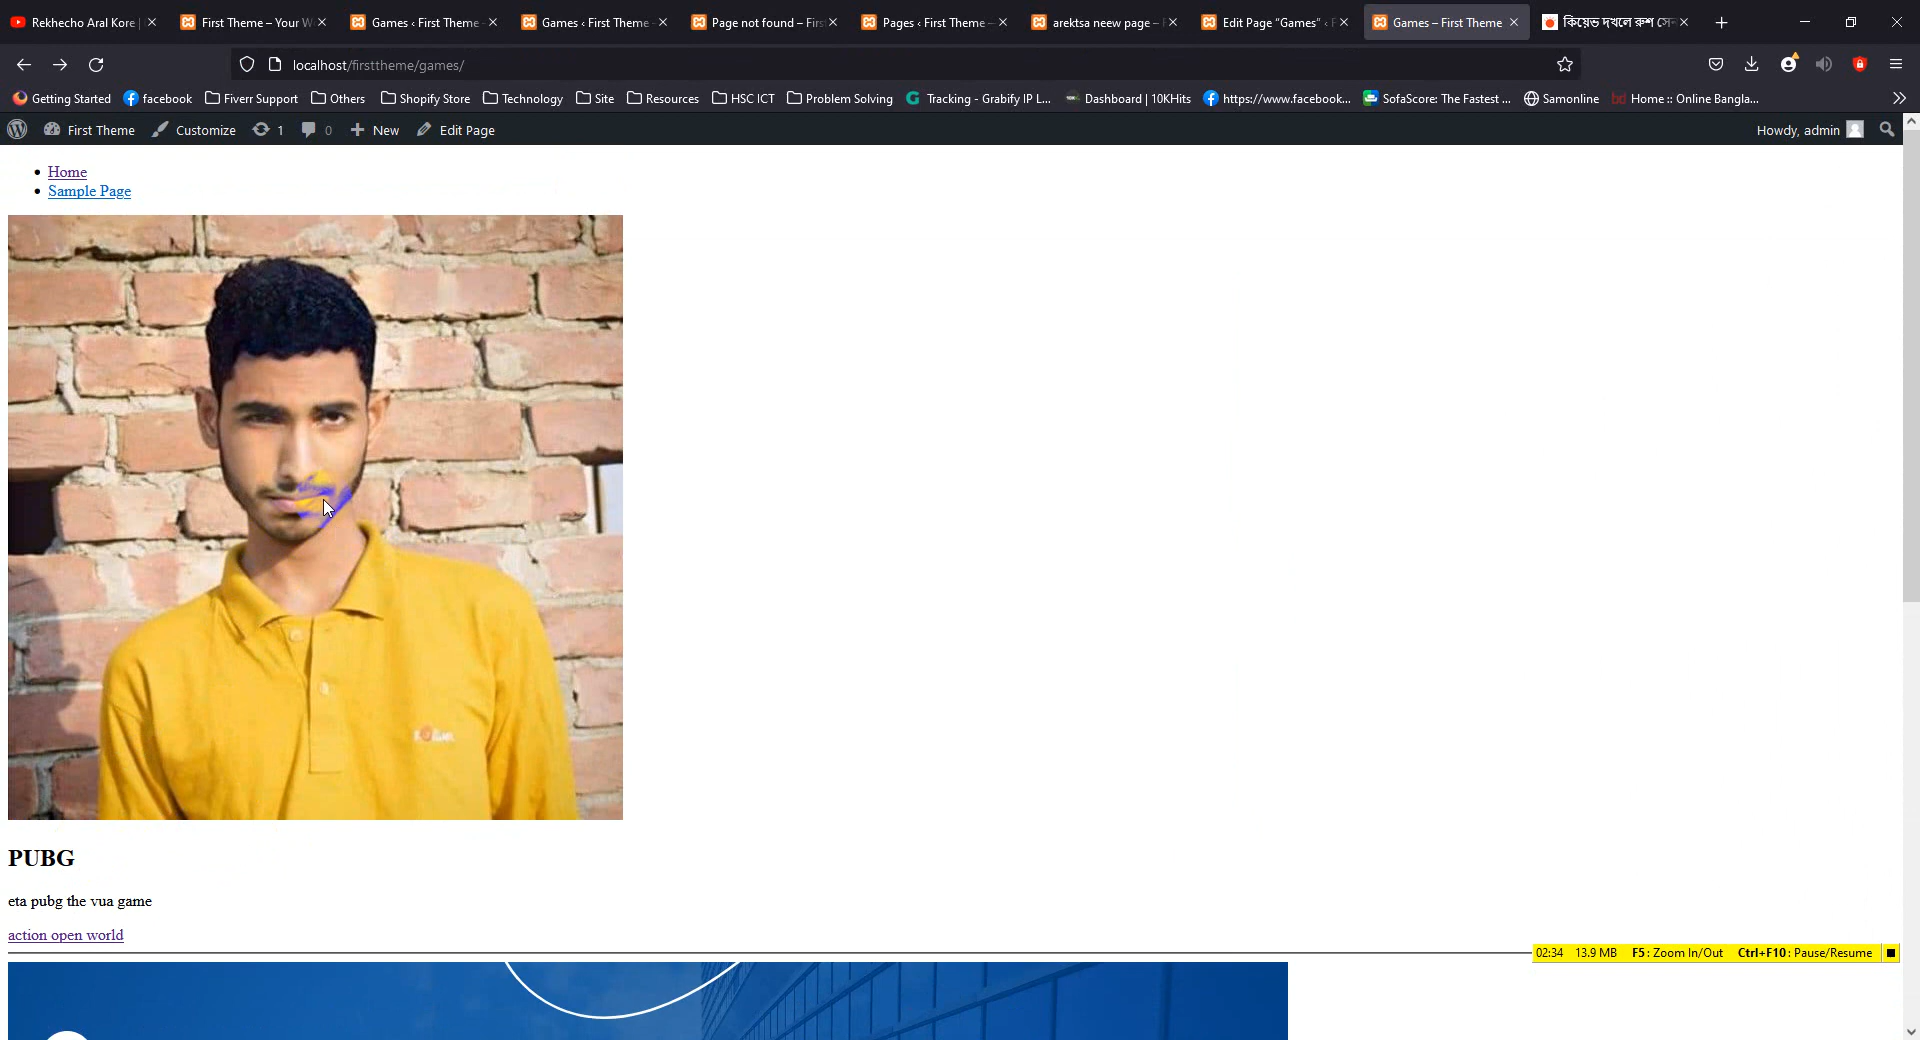 Rekhecho Aral Kore |
First Theme – Your W
Games ‹ First Theme –
Games ‹ First Theme –
Page not found – Firs
Pages ‹ First Theme –
arektsa neew page –
Edit Page "Games" ‹ F
Games – First Theme
কিয়েভ দখলে রুশ সেন
localhost/firsttheme/games/
Getting Started
facebook
Fiverr Support
Others
Shopify Store
Technology
Site
Resources
HSC ICT
Problem Solving
Tracking - Grabify IP L...
Dashboard | 10KHits
https://www.facebook...
SofaScore: The Fastest ...
Samonline
Home :: Online Bangla...
First Theme
Customize
1
0
New
Edit Page
Howdy, admin
Home
Sample Page
PUBG
eta pubg the vua game
action open world
02:34 13.9 MB F5: Zoom In/Out Ctrl+F10: Pause/Resume